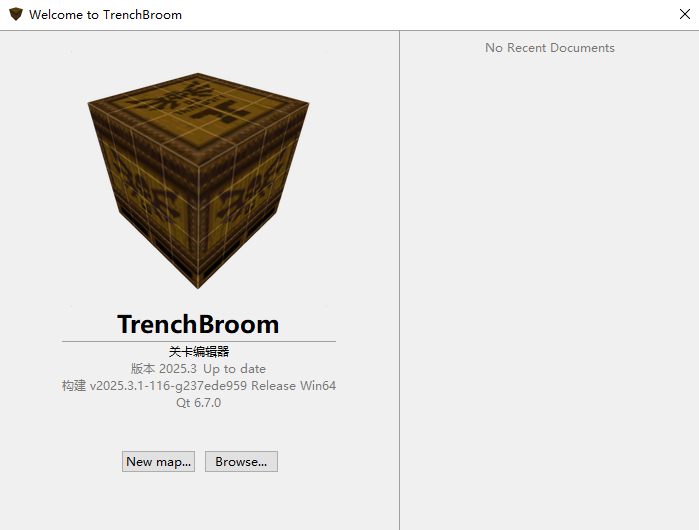 Welcome to TrenchBroom
No Recent Documents
TrenchBroom
关卡编辑器
版本 2025.3 Up to date
构建 v2025.3.1-116-g237ede959 Release Win64
Qt 6.7.0
New map...
Browse...